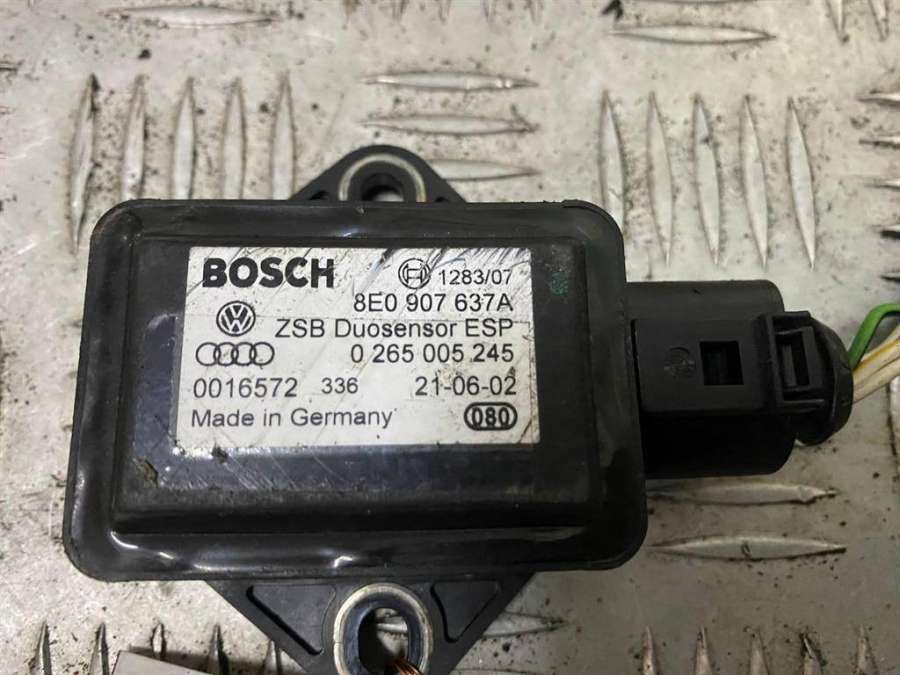 BOSCH 1283/07
8E0 907 637A
ZSB Duosensor ESP
0 265 005 245
0016572 336 21-06-02
Made in Germany 080